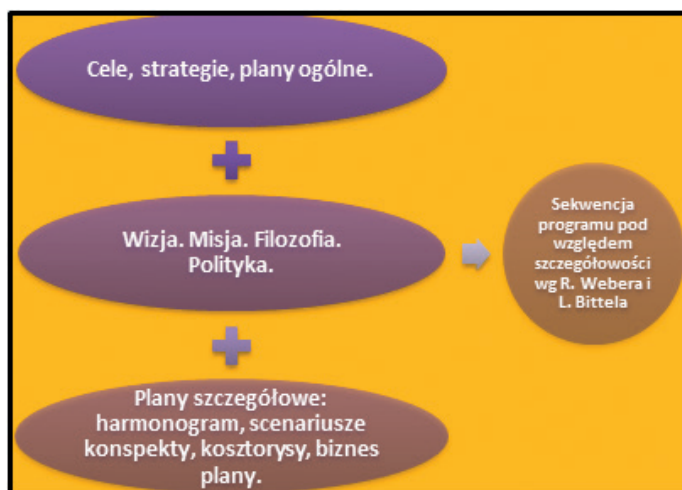 Cele, strategie, plany ogólne.
Wizja. Misja. Filozofia.
Polityka.
Plany szczegółowe:
harmonogram, scenariusze
konspekty, kosztorysy, biznes
plany.
Sekwencja
programu pod
względem
szczegółowości
wg R. Webera i
L. Bittela